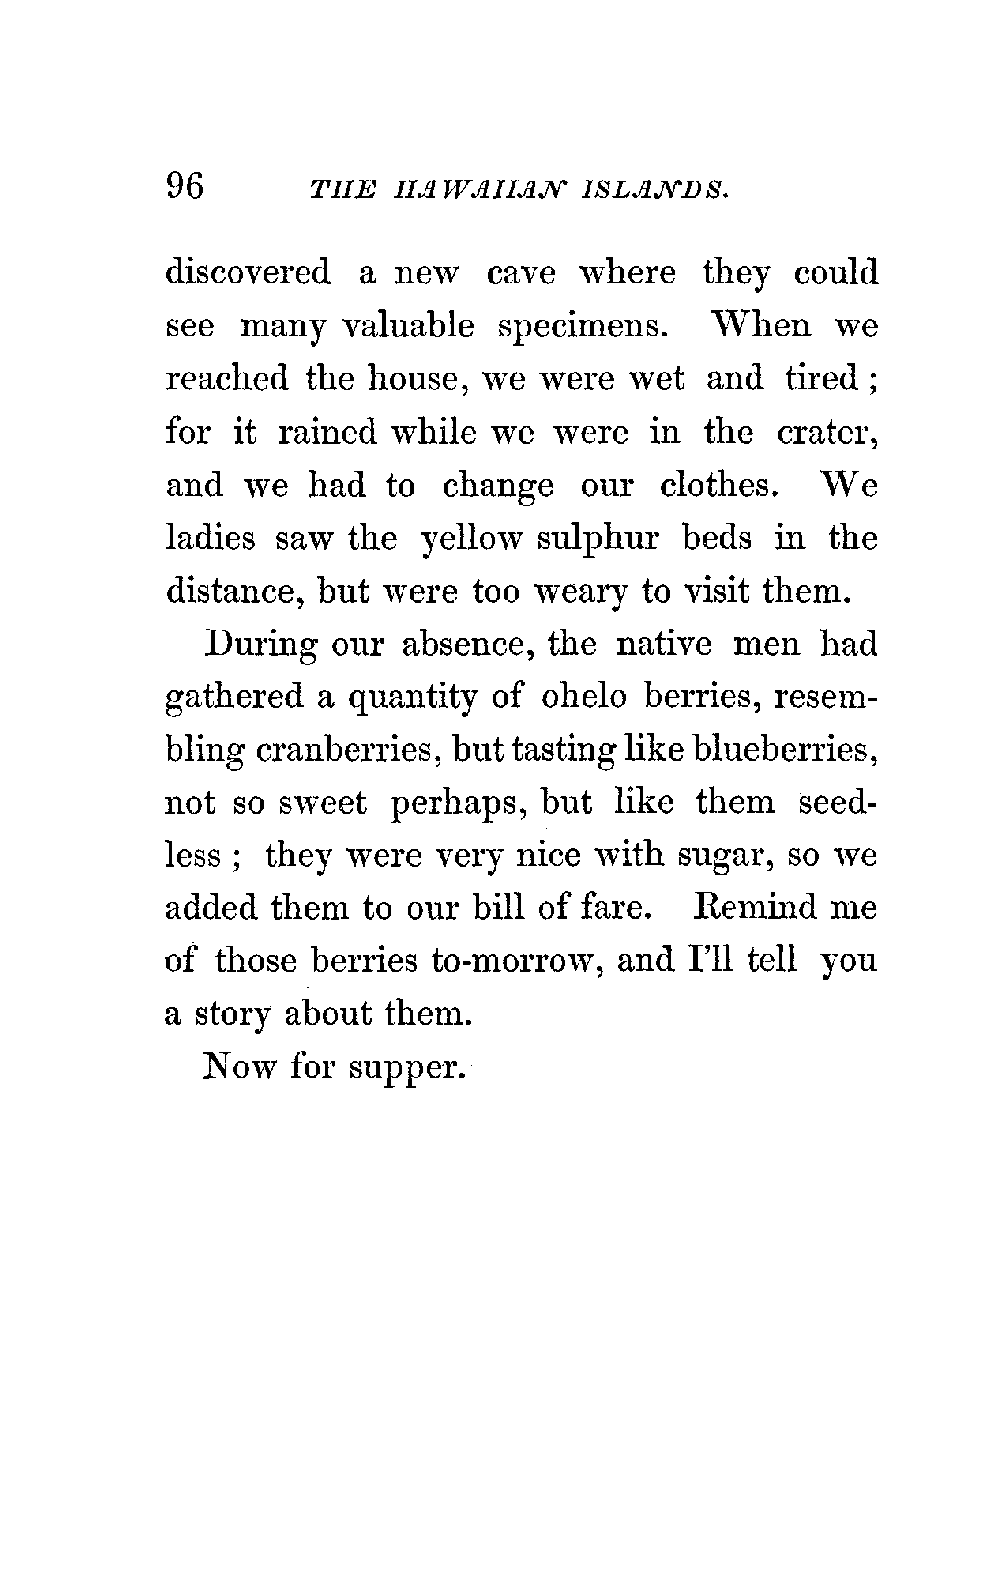 96 THE HAWAIIAN ISLANDS.
discovered a new cave where they could
see many valuable specimens. When we
reached the house, we were wet and tired ;
for it rained while we were in the crater,
and we had to change our clothes. We
ladies saw the yellow sulphur beds in the
distance, but were too weary to visit them.
During our absence, the native men had
gathered a quantity of ohelo berries, resem-
bling cranberries, but tasting like blueberries,
not so sweet perhaps, but like them seed-
less ; they were very nice with sugar, so we
added them to our bill of fare. Remind me
of those berries to-morrow, and I'll tell you
a story about them.
Now for supper.